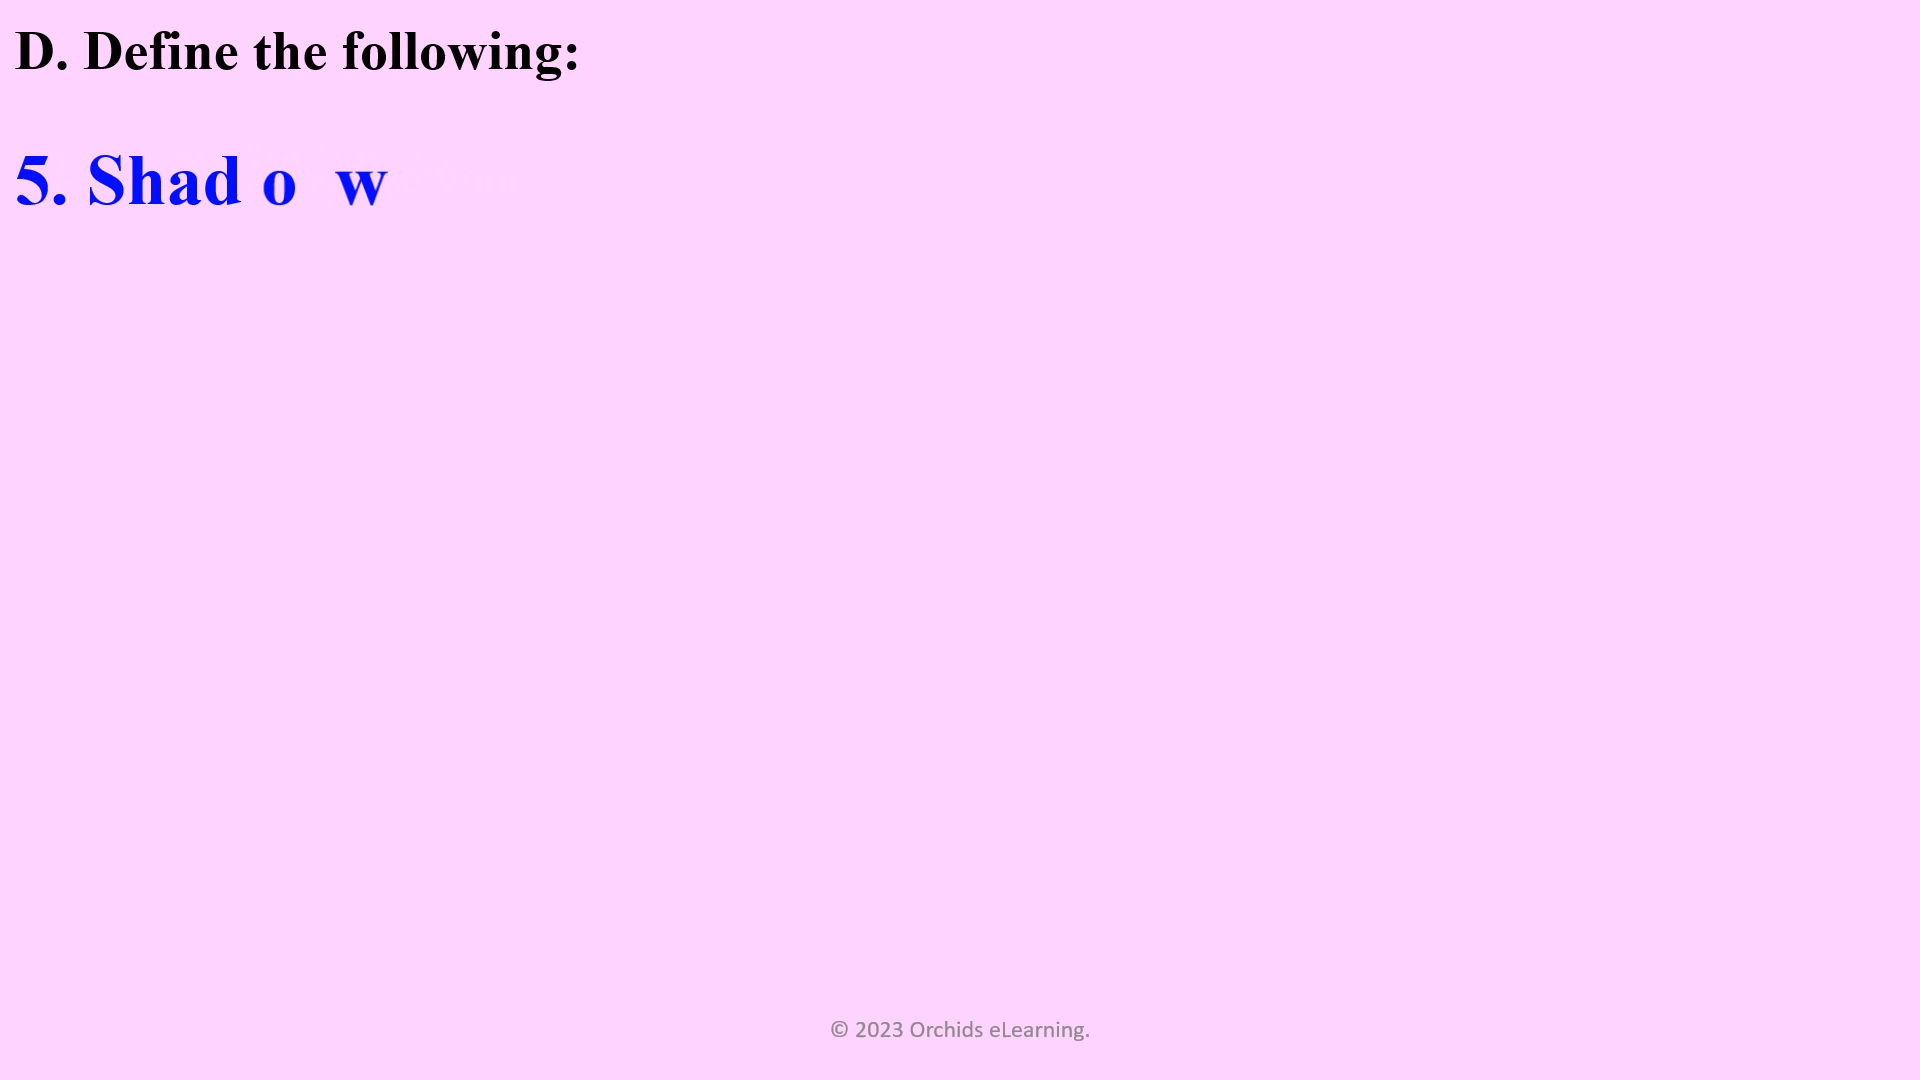 D. Define the following:
5. Shad o w
© 2023 Orchids eLearning.